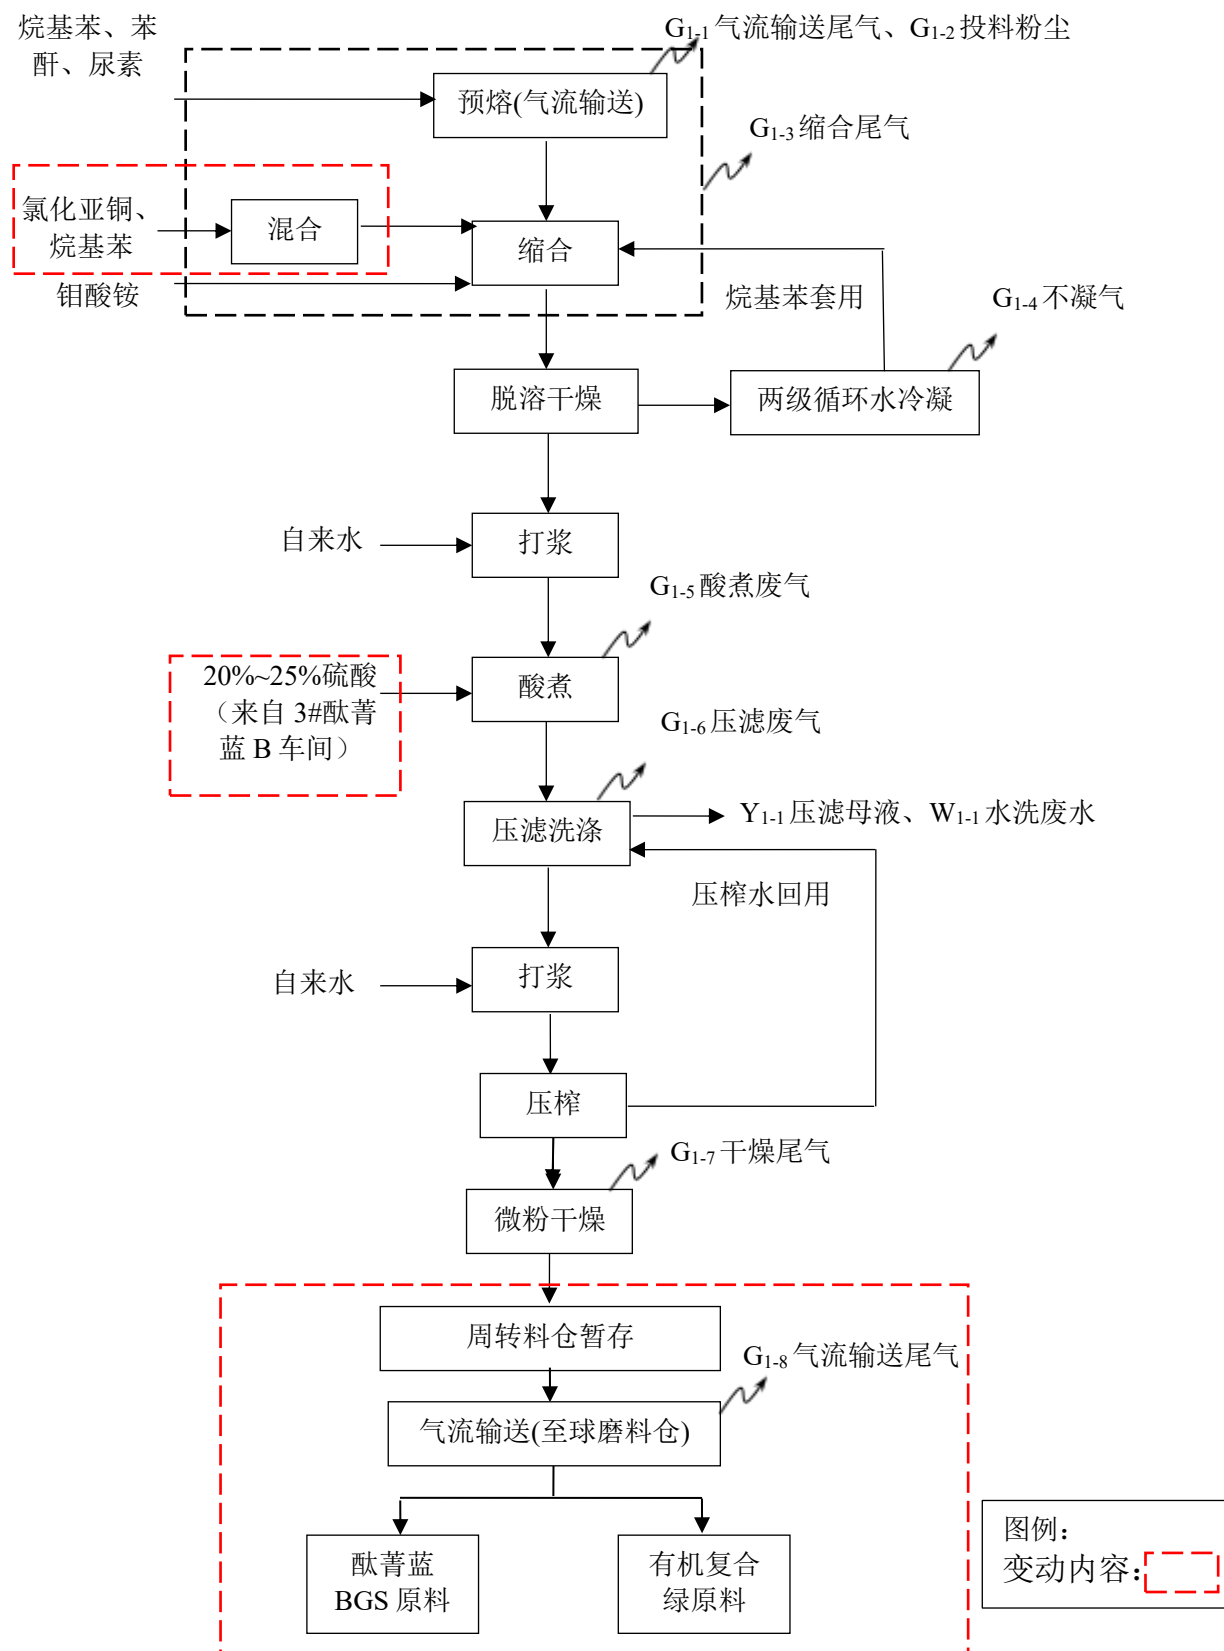 烷基苯、苯
酐、尿素
G1-1气流输送尾气、G1-2投料粉尘
预熔(气流输送)
G1-3缩合尾气
氯化亚铜、
烷基苯
混合
缩合
钼酸铵
烷基苯套用
G1-4不凝气
脱溶干燥
两级循环水冷凝
自来水
打浆
G1-5酸煮废气
20%~25%硫酸
（来自 3#酞菁
蓝 B 车间）
酸煮
G1-6压滤废气
压滤洗涤
Y1-1压滤母液、W1-1水洗废水
压榨水回用
自来水
打浆
压榨
G1-7干燥尾气
微粉干燥
周转料仓暂存
G1-8气流输送尾气
气流输送(至球磨料仓)
酞菁蓝
BGS 原料
有机复合
绿原料
图例：
变动内容：